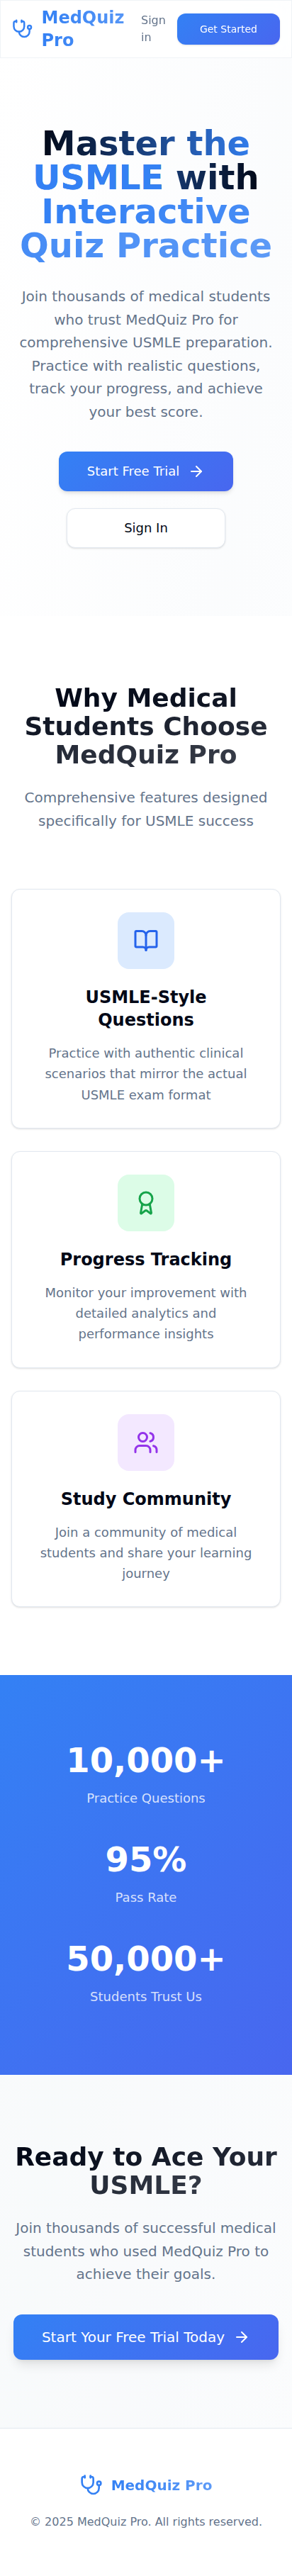 MedQuiz
Pro
Sign
in
Get Started
Master the
USMLE with
Interactive
Quiz Practice
Join thousands of medical students
who trust MedQuiz Pro for
comprehensive USMLE preparation.
Practice with realistic questions,
track your progress, and achieve
your best score.
Start Free Trial
Sign In
Why Medical
Students Choose
MedQuiz Pro
Comprehensive features designed
specifically for USMLE success
USMLE-Style
Questions
Practice with authentic clinical
scenarios that mirror the actual
USMLE exam format
Progress Tracking
Monitor your improvement with
detailed analytics and
performance insights
Study Community
Join a community of medical
students and share your learning
journey
10,000+
Practice Questions
95%
Pass Rate
50,000+
Students Trust Us
Ready to Ace Your
USMLE?
Join thousands of successful medical
students who used MedQuiz Pro to
achieve their goals.
Start Your Free Trial Today
MedQuiz Pro
© 2025 MedQuiz Pro. All rights reserved.